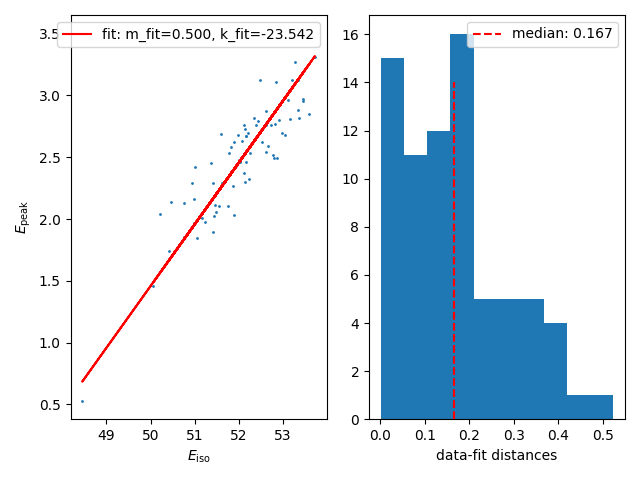 fit: m_fit=0.500, k_fit=-23.542
3.5
3.0
2.5
2.0
1.5
1.0
0.5
E_peak
49 50 51 52 53
E_iso
median: 0.167
16
14
12
10
8
6
4
2
0
0.0 0.1 0.2 0.3 0.4 0.5
data-fit distances